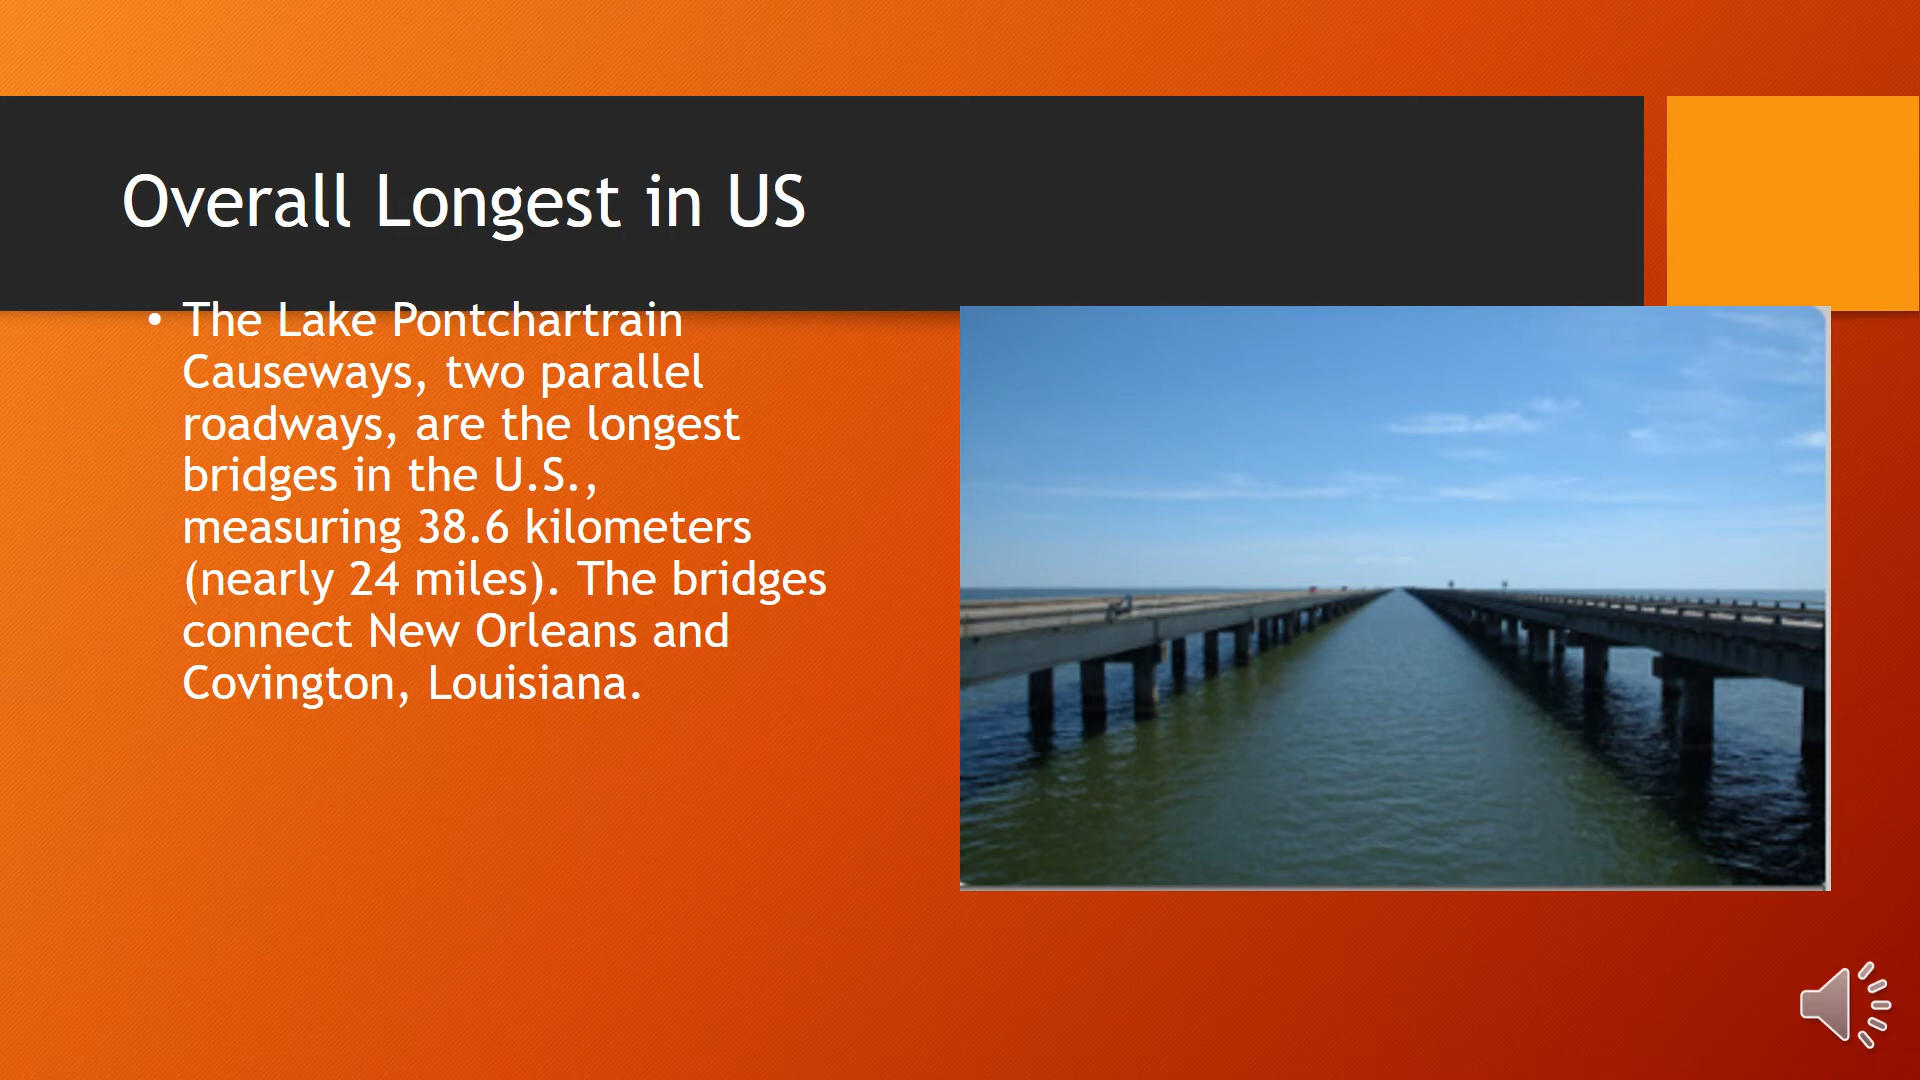 Overall Longest in US
• The Lake Pontchartrain
Causeways, two parallel
roadways, are the longest
bridges in the U.S.,
measuring 38.6 kilometers
(nearly 24 miles). The bridges
connect New Orleans and
Covington, Louisiana.